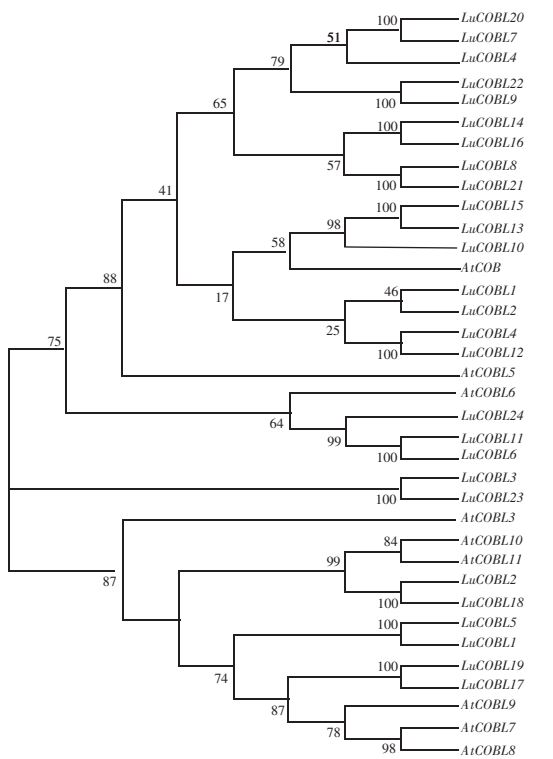 100 LuCOBL20
51 LuCOBL7
79 LuCOBL4
LuCOBL22
65 100 LuCOBL9
100 LuCOBL14
LuCOBL16
57 LuCOBL8
41 100 LuCOBL21
100 LuCOBL15
98 LuCOBL13
58 LuCOBL10
AtCOB
88 46 LuCOBL1
17 LuCOBL2
25 LuCOBL4
75 100 LuCOBL12
AtCOBL5
AtCOBL6
64 LuCOBL24
99 LuCOBL11
100 LuCOBL6
LuCOBL3
100 LuCOBL23
AtCOBL3
84 AtCOBL10
99 AtCOBL11
87 LuCOBL2
100 LuCOBL18
100 LuCOBL5
LuCOBL1
100 LuCOBL19
74 LuCOBL17
87 AtCOBL9
78 AtCOBL7
98 AtCOBL8